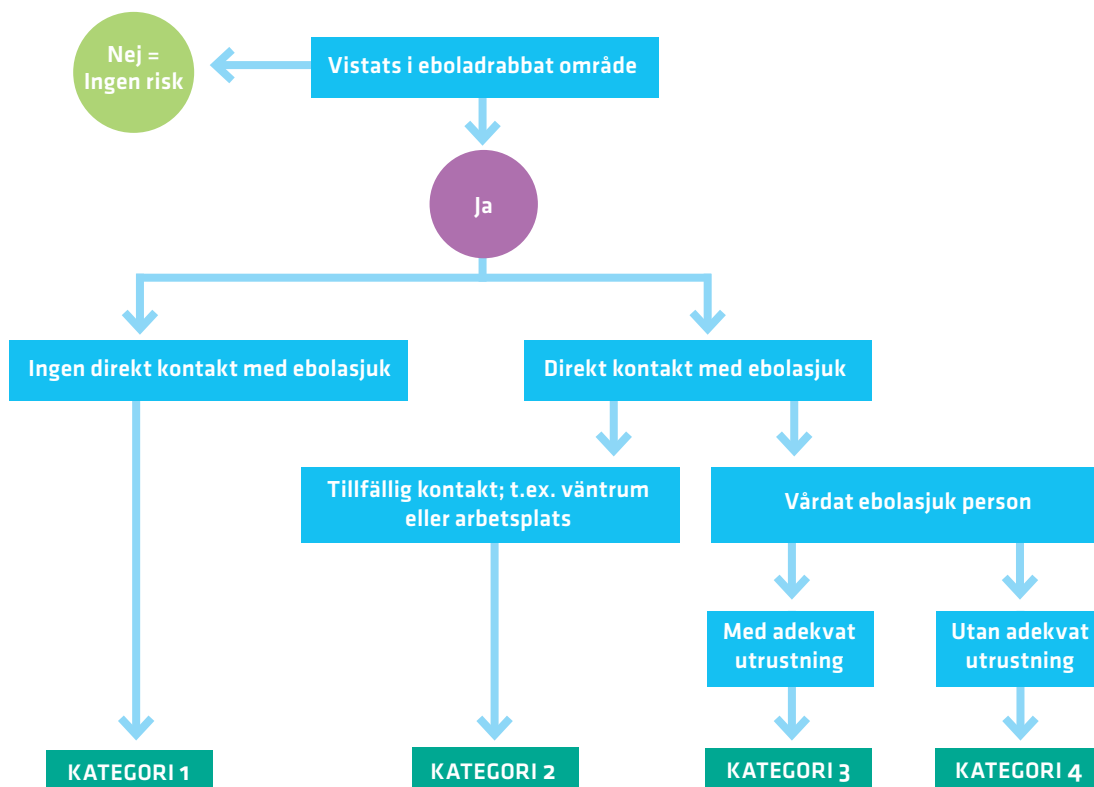 Nej =
Ingen risk
Vistats i eboladrabbat område
Ja
Ingen direkt kontakt med ebolasjuk
Direkt kontakt med ebolasjuk
Tillfällig kontakt; t.ex. väntrum
eller arbetsplats
Vårdat ebolasjuk person
Med adekvat
utrustning
Utan adekvat
utrustning
KATEGORI 1
KATEGORI 2
KATEGORI 3
KATEGORI 4